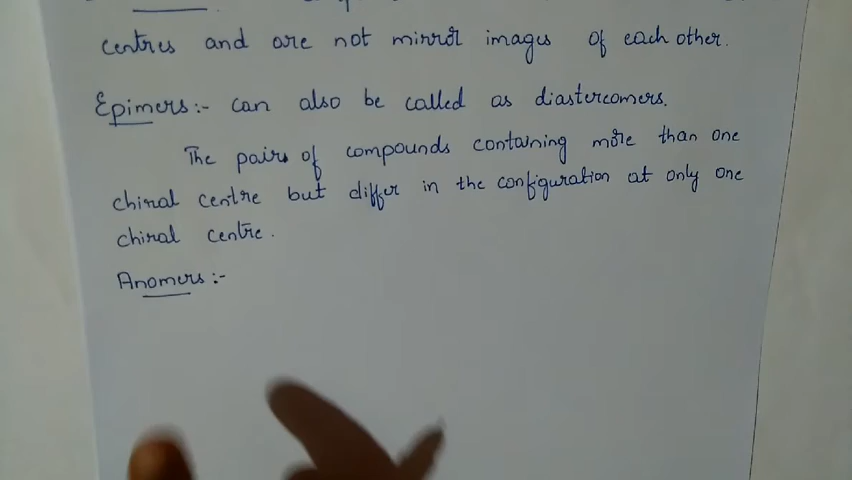 centres and are not mirror images of each other.
Epimers:- can also be called as diastereomers.
The pairs of compounds containing more than one
chiral centre but differ in the configuration at only one
chiral centre.
Anomers:-